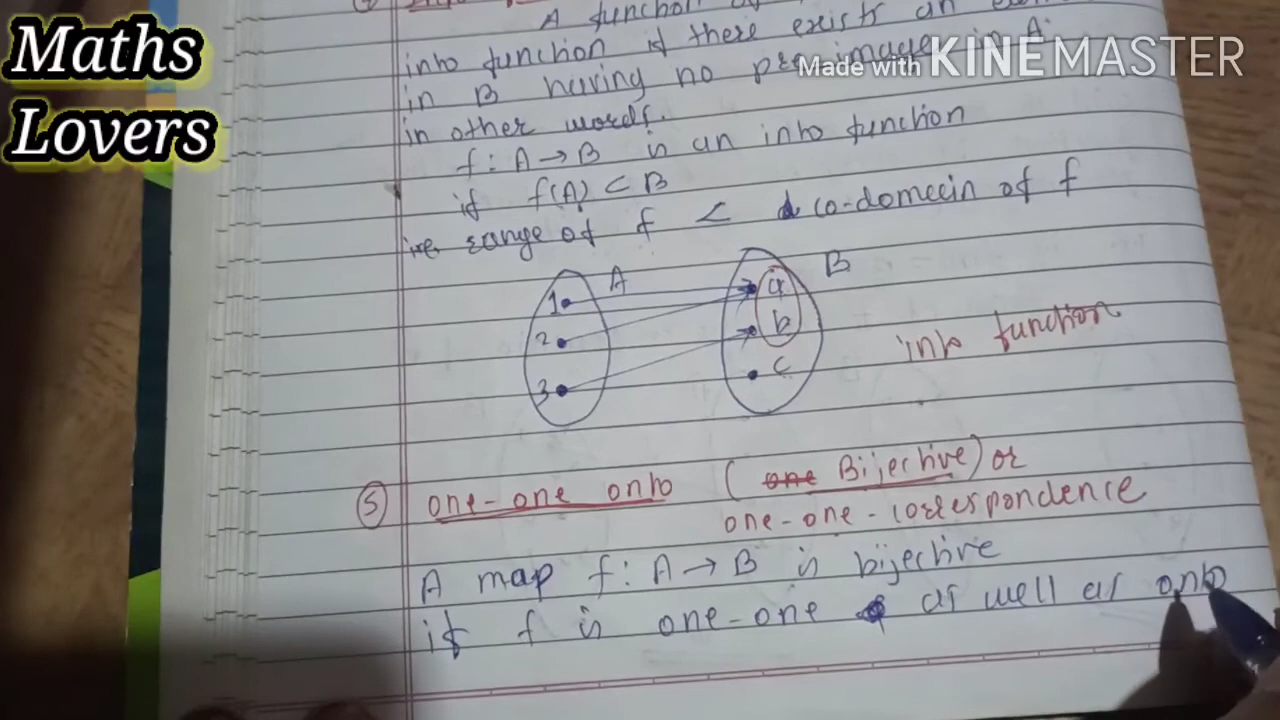 Maths
Lovers
Made with KINEMASTER
A function
into function if there exists an
in B having no pre image in A.
in other words.
f : A → B is an into function
if f(A) ⊂ B
range of f < co-domain of f
A
B
1
2
3
a
b
c
into function
5 one-one onto ( one Bijective) or
one-one-correspondence
A map f : A → B is bijective
if f is one-one as well as onto